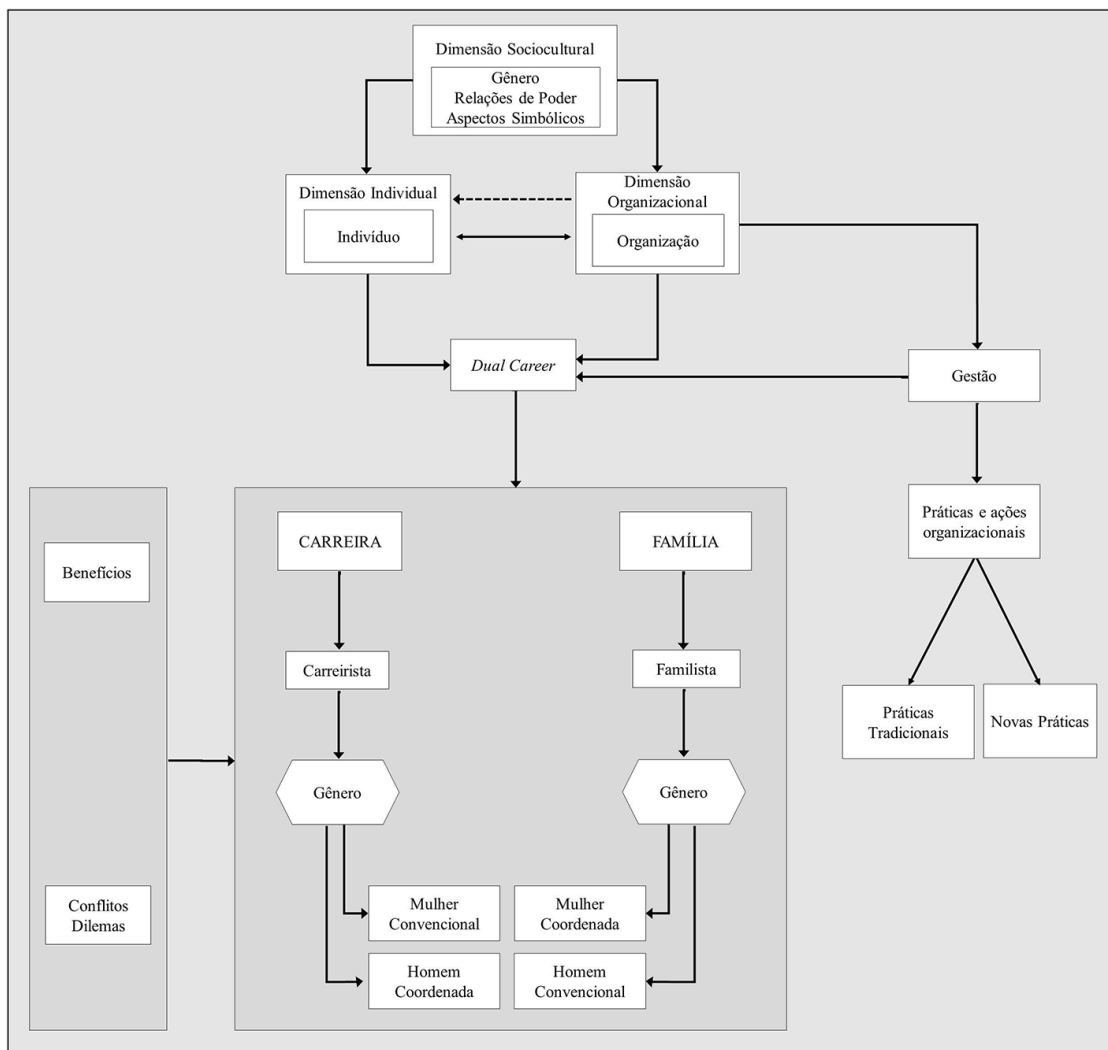 Dimensão Sociocultural
Gênero
Relações de Poder
Aspectos Simbólicos
Dimensão Individual
Indivíduo
Dimensão
Organizacional
Organização
Dual Career
Gestão
Práticas e ações
organizacionais
Práticas
Tradicionais
Novas Práticas
Benefícios
Conflitos
Dilemas
CARREIRA
FAMÍLIA
Carreirista
Familista
Gênero
Gênero
Mulher
Convencional
Mulher
Coordenada
Homem
Coordenada
Homem
Convencional